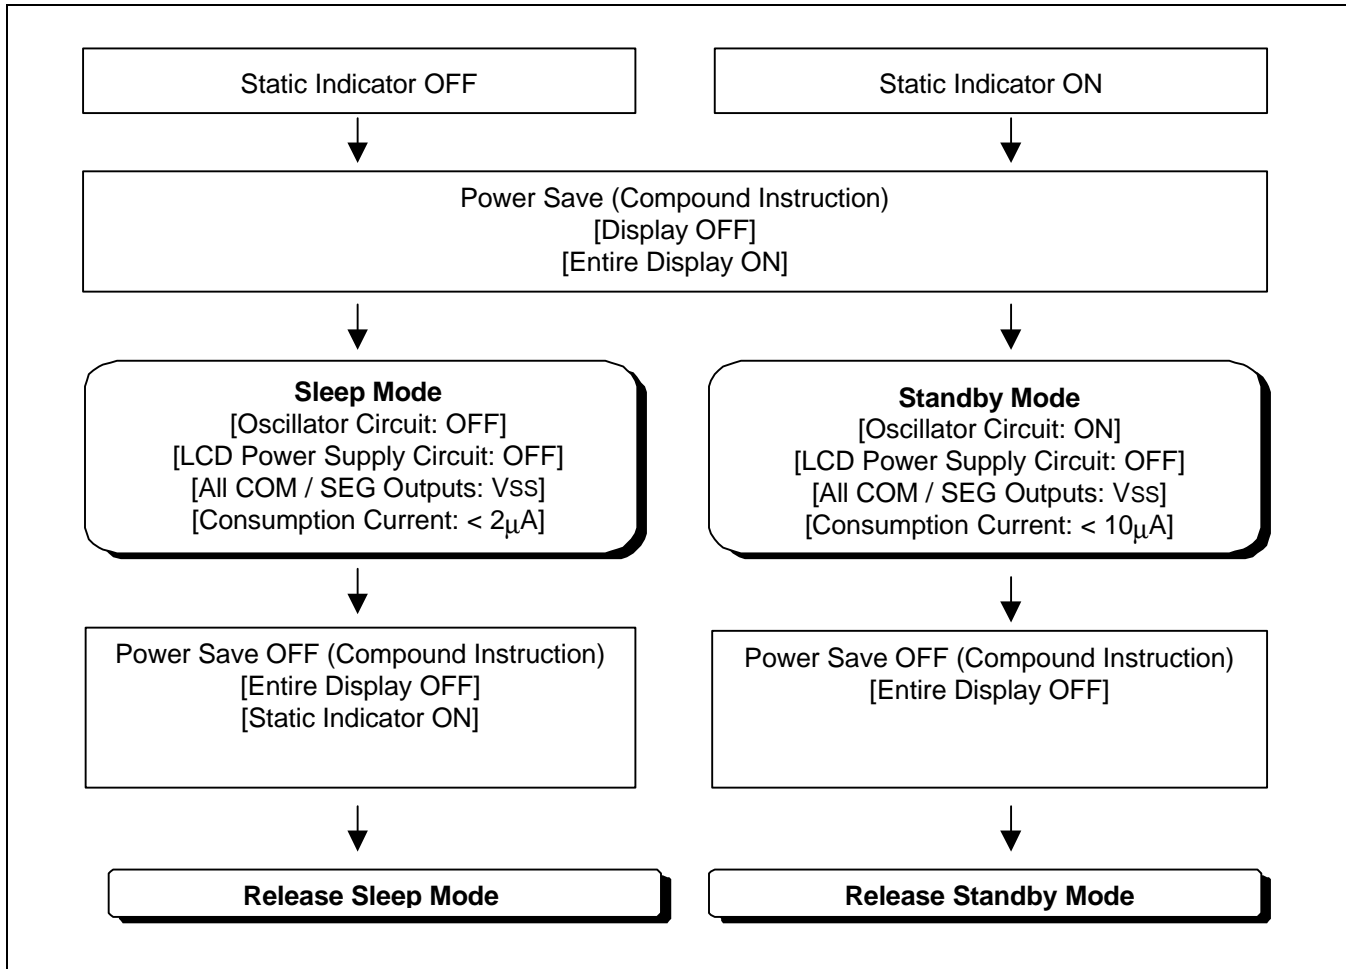 Static Indicator OFF
Static Indicator ON
Power Save (Compound Instruction)
[Display OFF]
[Entire Display ON]
Sleep Mode
[Oscillator Circuit: OFF]
[LCD Power Supply Circuit: OFF]
[All COM / SEG Outputs: VSS]
[Consumption Current: < 2μA]
Standby Mode
[Oscillator Circuit: ON]
[LCD Power Supply Circuit: OFF]
[All COM / SEG Outputs: VSS]
[Consumption Current: < 10μA]
Power Save OFF (Compound Instruction)
[Entire Display OFF]
[Static Indicator ON]
Power Save OFF (Compound Instruction)
[Entire Display OFF]
Release Sleep Mode
Release Standby Mode